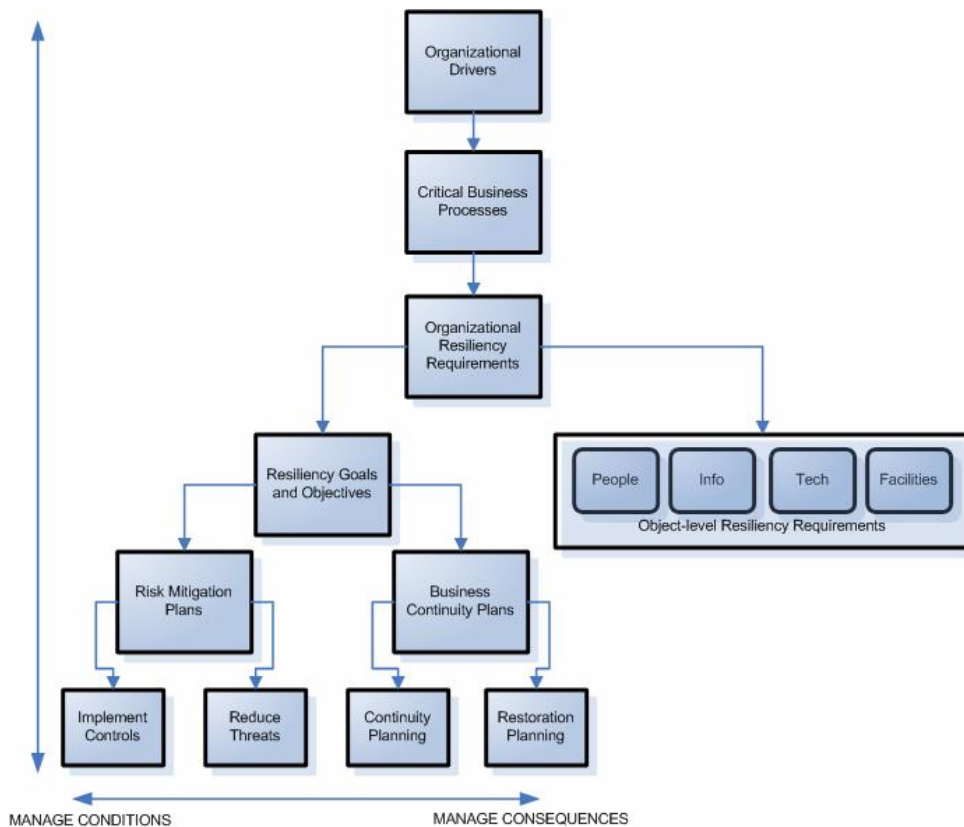 Organizational
Drivers
Critical Business
Processes
Organizational
Resiliency
Requirements
Resiliency Goals
and Objectives
People
Info
Tech
Facilities
Object-level Resiliency Requirements
Risk Mitigation
Plans
Business
Continuity Plans
Implement
Controls
Reduce
Threats
Continuity
Planning
Restoration
Planning
MANAGE CONDITIONS
MANAGE CONSEQUENCES